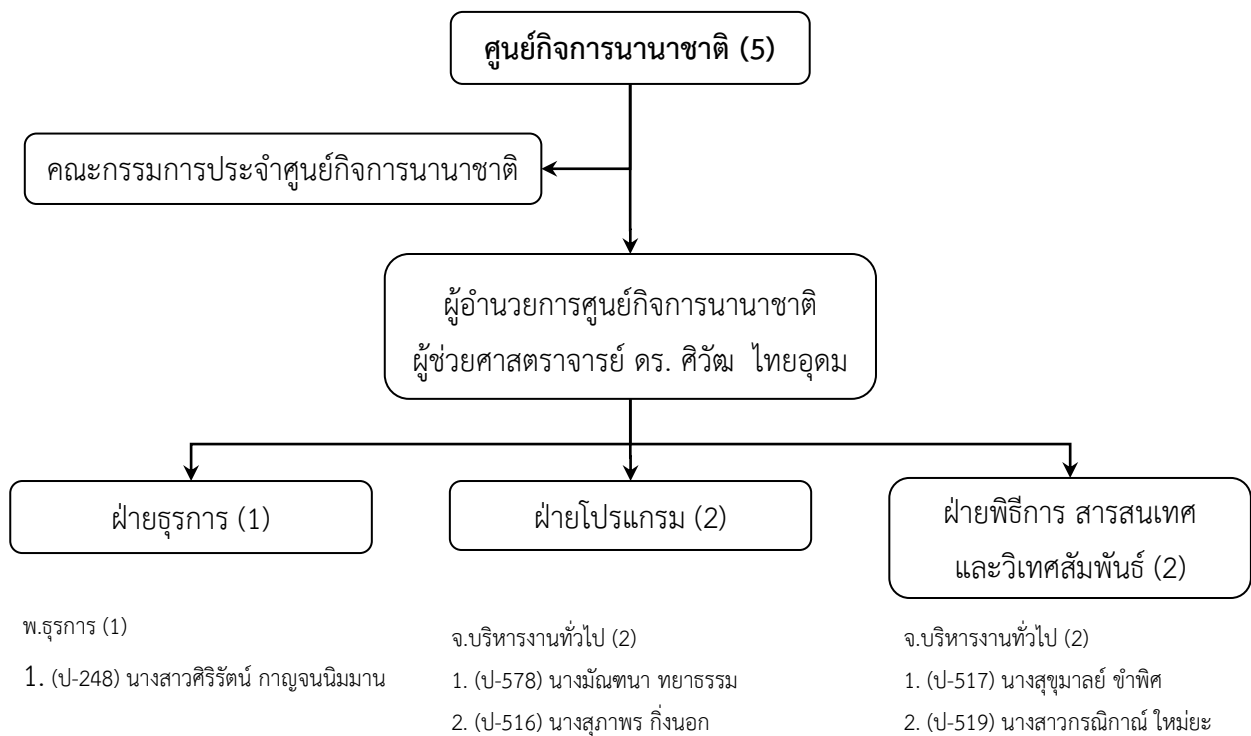 ศูนย์กิจการนานาชาติ (5)
คณะกรรมการประจำศูนย์กิจการนานาชาติ
ผู้อำนวยการศูนย์กิจการนานาชาติ
ผู้ช่วยศาสตราจารย์ ดร. ศิวัฒ ไทยอุดม
ฝ่ายธุรการ (1)
พ.ธุรการ (1)
1. (ป-248) นางสาวศิริรัตน์ กาญจนนิมมาน
ฝ่ายโปรแกรม (2)
จ.บริหารงานทั่วไป (2)
1. (ป-578) นางมัณฑนา ทยาธรรม
2. (ป-516) นางสุภาพร กิ่งนอก
ฝ่ายพิธีการ สารสนเทศ
และวิเทศสัมพันธ์ (2)
จ.บริหารงานทั่วไป (2)
1. (ป-517) นางสุขุมาลย์ ขำพิศ
2. (ป-519) นางสาวกรณิกาณ์ ใหม่ยะ